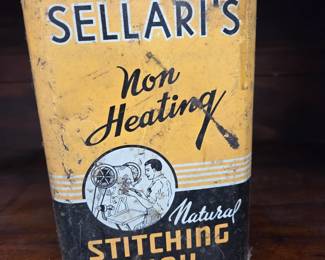 SELLARI'S
Non
Heating
Natural
STITCHING